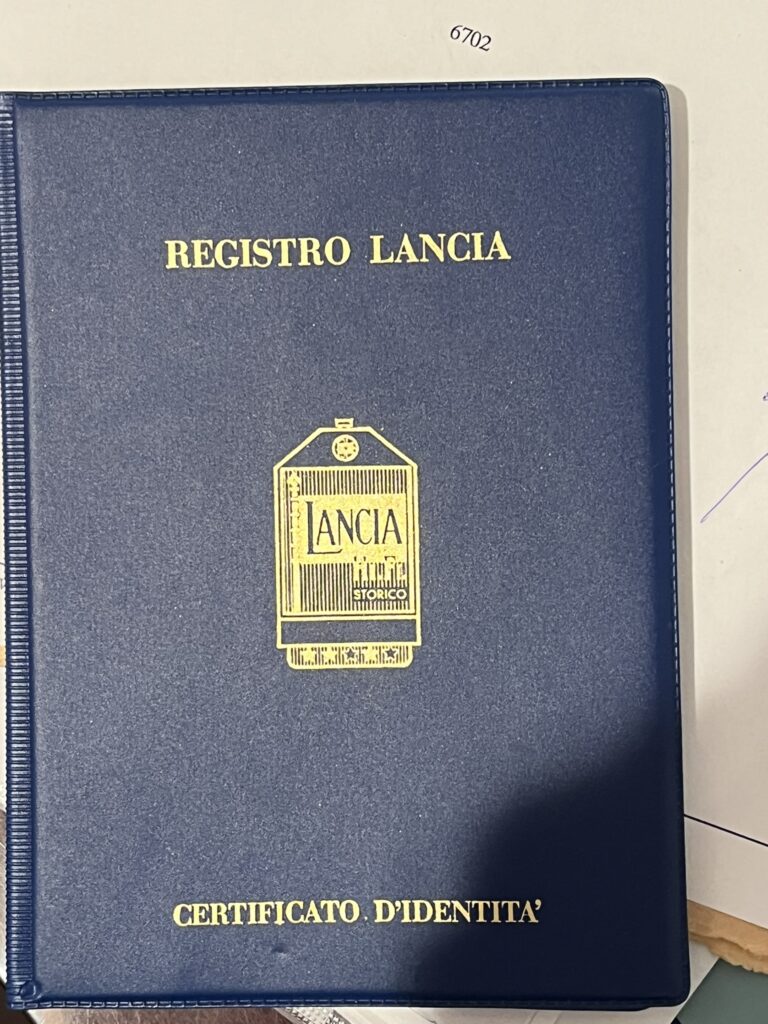 6702
REGISTRO LANCIA
LANCIA
STORICO
CERTIFICATO D'IDENTITA'